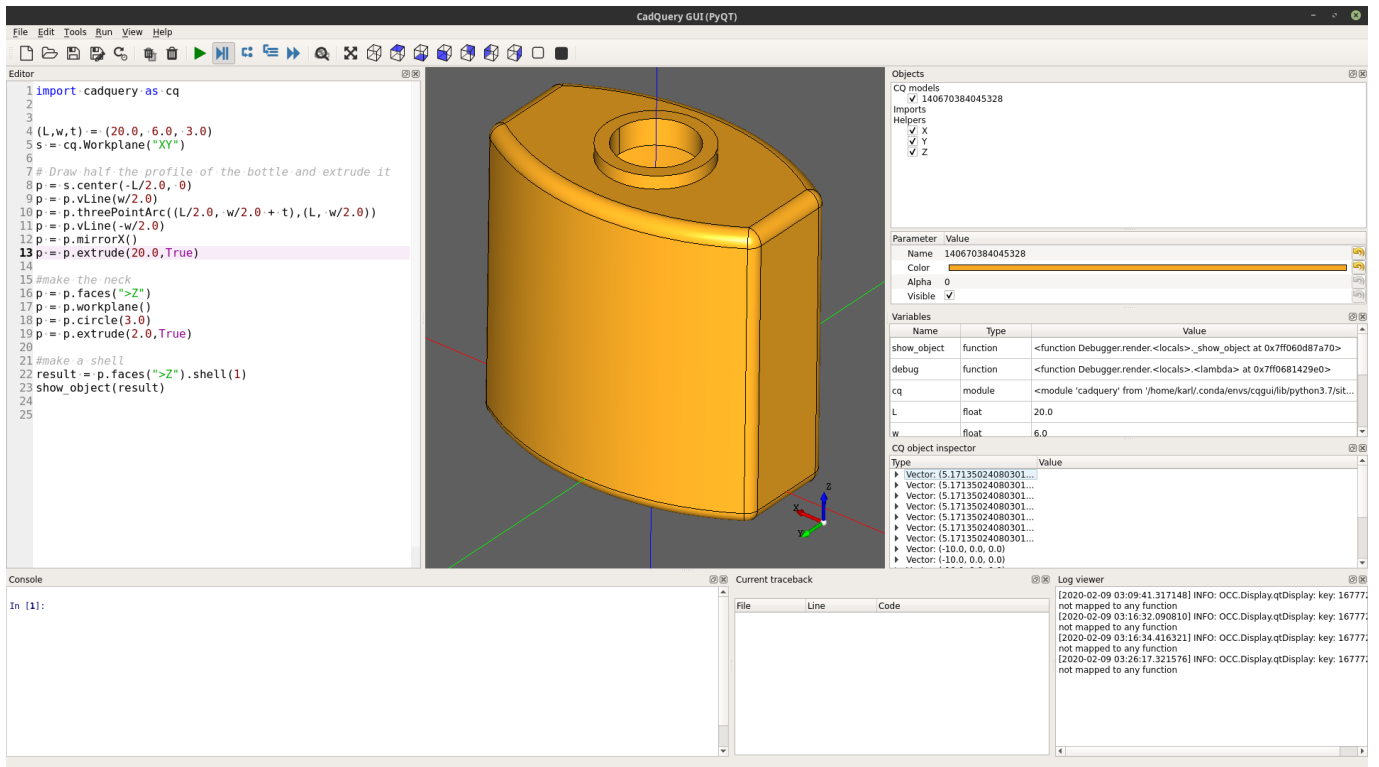 CadQuery GUI (PyQT)
File Edit Tools Run View Help
Editor
1 import cadquery as cq
2
3
4 (L,w,t) = (20.0, 6.0, 3.0)
5 s = cq.Workplane("XY")
6
7 # Draw half the profile of the bottle and extrude it
8 p = s.center(-L/2.0, 0)
9 p = p.vLine(w/2.0)
10 p = p.threePointArc((L/2.0, w/2.0 + t),(L, w/2.0))
11 p = p.vLine(-w/2.0)
12 p = p.mirrorX()
13 p = p.extrude(20.0,True)
14
15 #make the neck
16 p = p.faces(">Z")
17 p = p.workplane()
18 p = p.circle(3.0)
19 p = p.extrude(2.0,True)
20
21 #make a shell
22 result = p.faces(">Z").shell(1)
23 show_object(result)
24
25
Z
X
Y
Objects
CQ models
140670384045328
Imports
Helpers
X
Y
Z
Parameter Value
Name 140670384045328
Color
Alpha 0
Visible
Variables
Name Type Value
show_object function <function Debugger.render.<locals>._show_object at 0x7ff060d87a70>
debug function <function Debugger.render.<locals>.<lambda> at 0x7ff0681429e0>
cq module <module 'cadquery' from '/home/karl/.conda/envs/cqgui/lib/python3.7/sit...
L float 20.0
w float 6.0
CQ object inspector
Type Value
Vector: (5.17135024080301...
Vector: (5.17135024080301...
Vector: (5.17135024080301...
Vector: (5.17135024080301...
Vector: (5.17135024080301...
Vector: (5.17135024080301...
Vector: (5.17135024080301...
Vector: (-10.0, 0.0, 0.0)
Vector: (-10.0, 0.0, 0.0)
Console
In [1]:
Current traceback
File Line Code
Log viewer
[2020-02-09 03:09:41.317148] INFO: OCC.Display.qtDisplay: key: 167772
not mapped to any function
[2020-02-09 03:16:32.090810] INFO: OCC.Display.qtDisplay: key: 167772
not mapped to any function
[2020-02-09 03:16:34.416321] INFO: OCC.Display.qtDisplay: key: 167772
not mapped to any function
[2020-02-09 03:26:17.321576] INFO: OCC.Display.qtDisplay: key: 167772
not mapped to any function